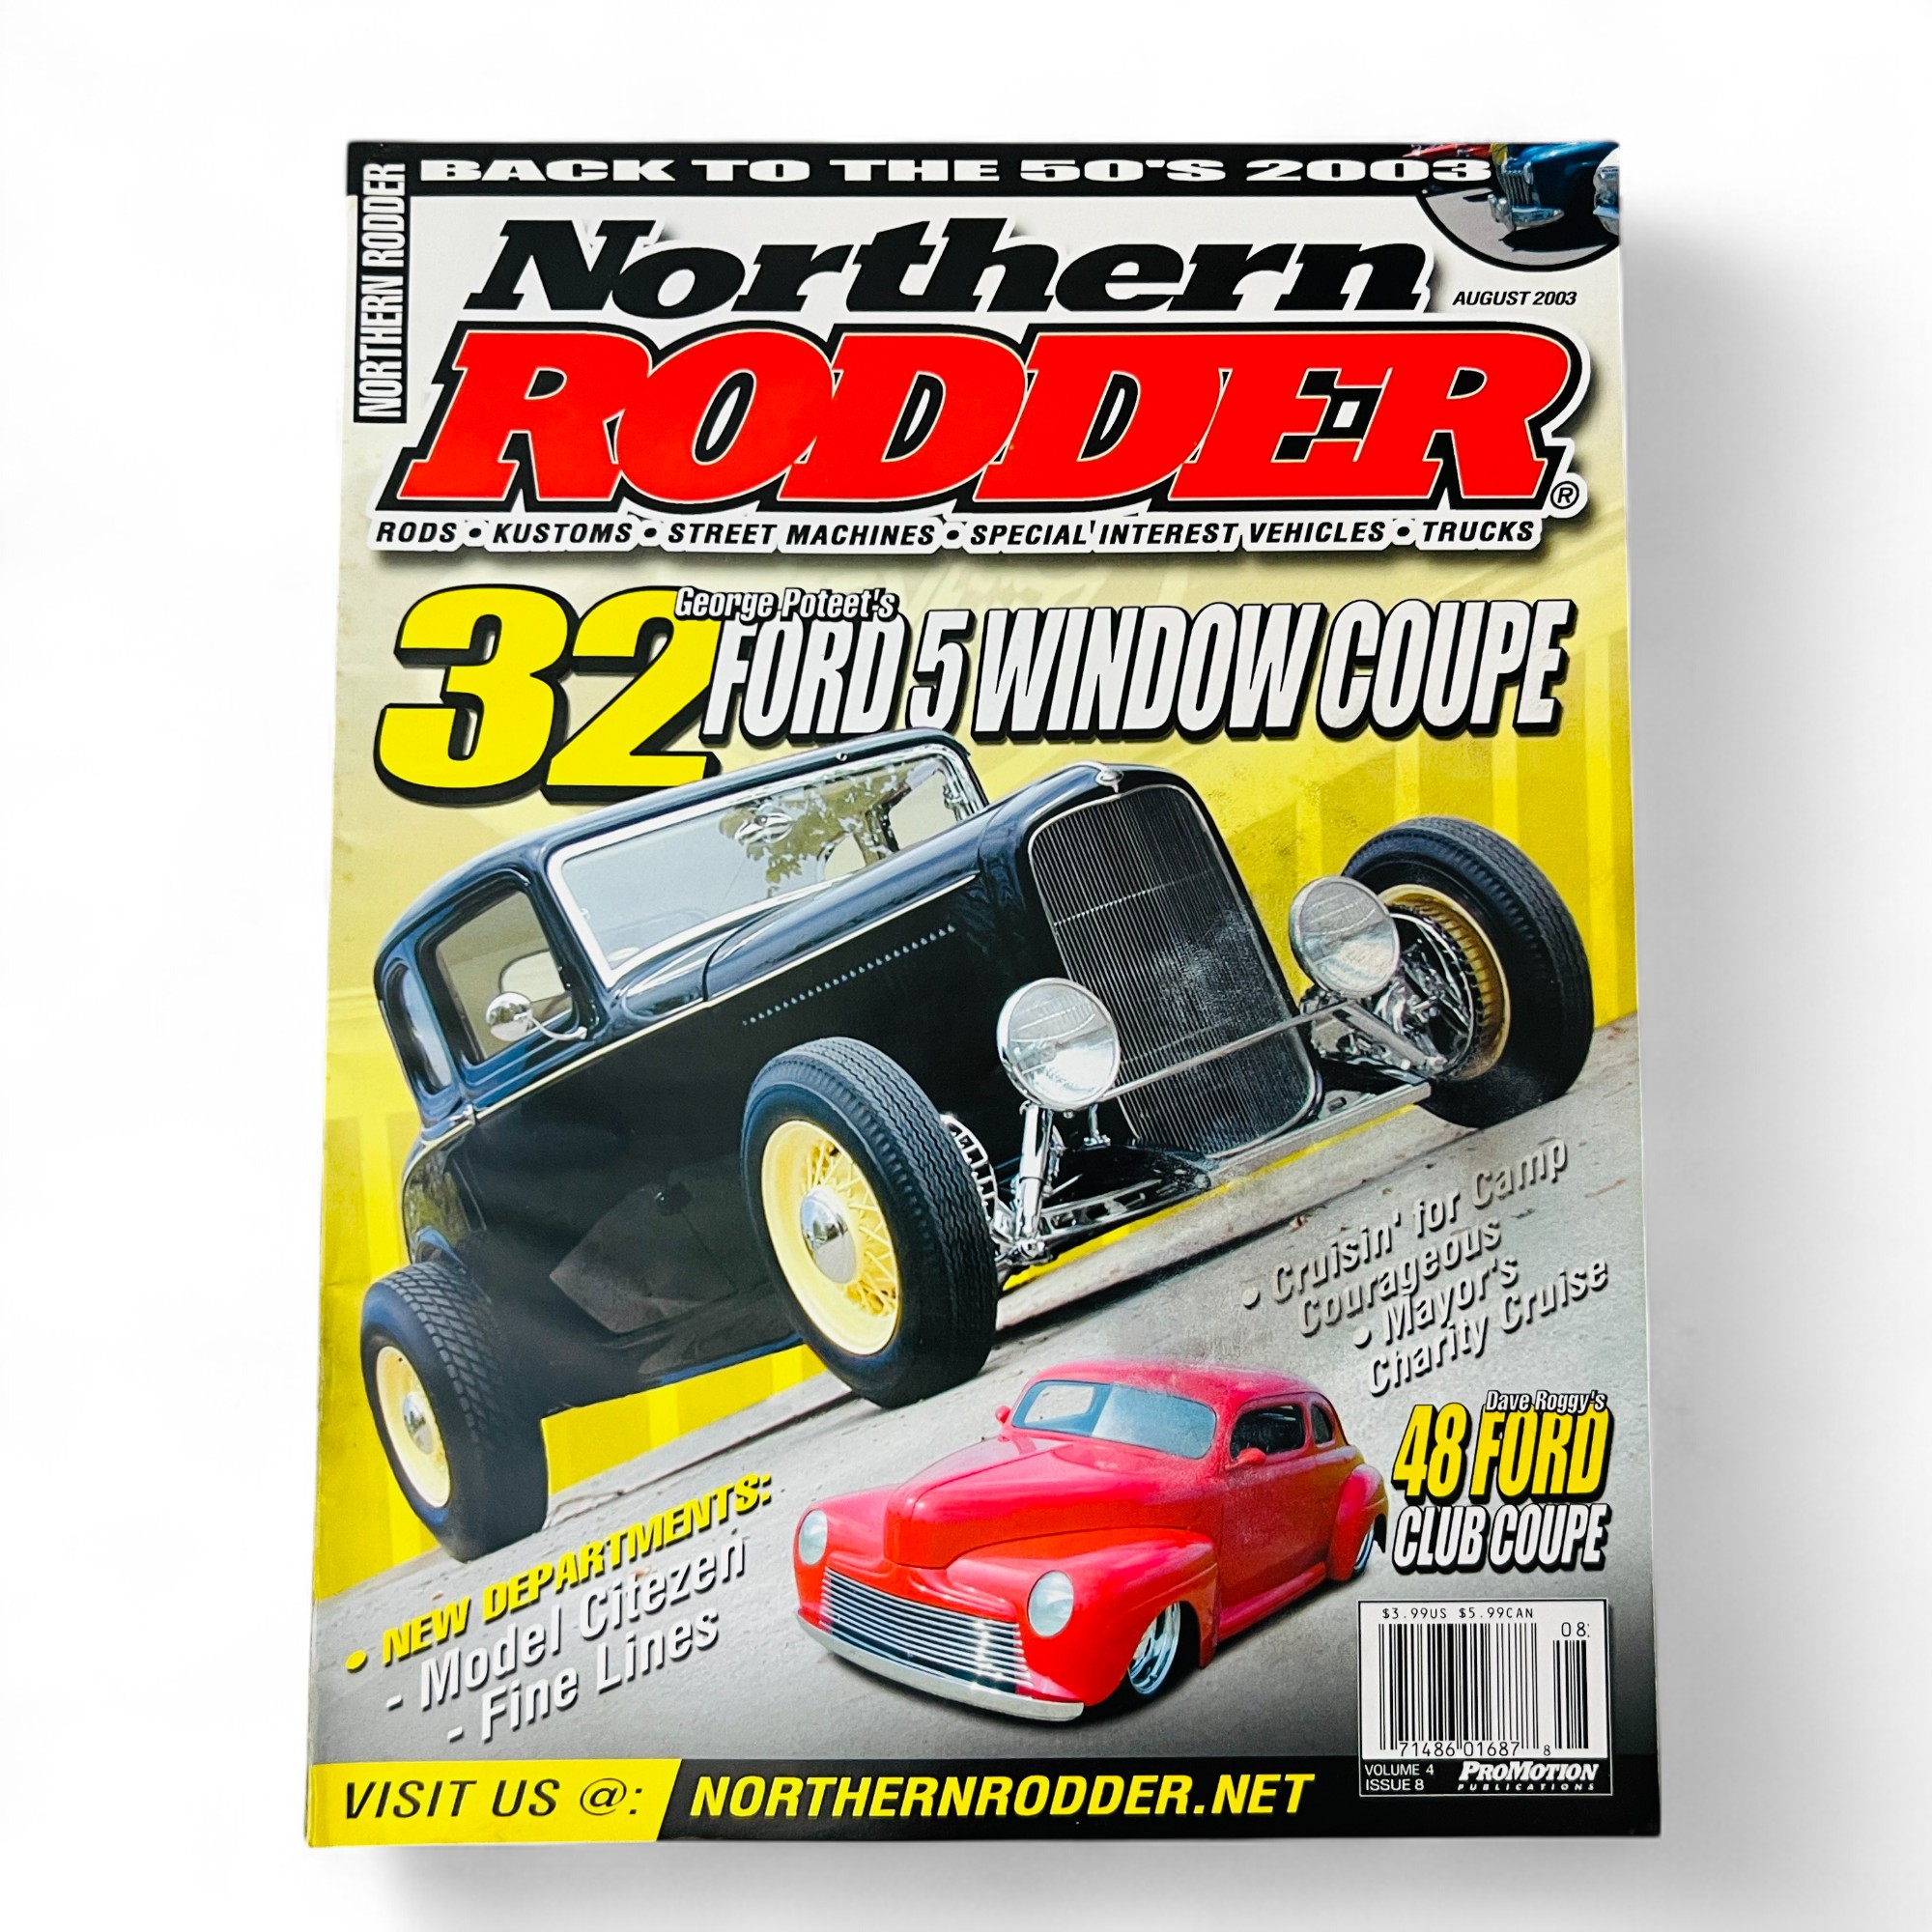 BACK TO THE 50'S 2003
NORTHERN RODDER
Northern
AUGUST 2003
RODDER®
RODS • KUSTOMS • STREET MACHINES • SPECIAL INTEREST VEHICLES • TRUCKS
George Poteet's
32 FORD 5 WINDOW COUPE
• Cruisin' for Camp
Courageous
• Mayor's
Charity Cruise
Dave Roggy's
48 FORD
CLUB COUPE
• NEW DEPARTMENTS:
- Model Citezen
- Fine Lines
$3.99US $5.99CAN
08
71486 01687 8
VOLUME 4
ISSUE 8
PROMOTION
PUBLICATIONS
VISIT US @: NORTHERNRODDER.NET